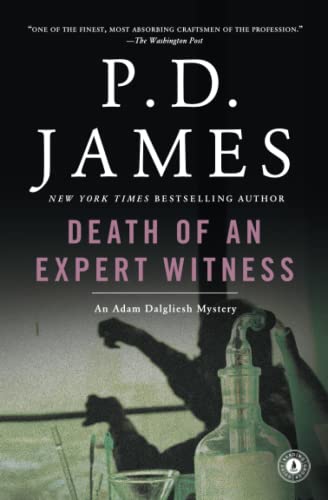 "ONE OF THE FINEST, MOST ABSORBING CRAFTSMEN OF THE PROFESSION."
—The Washington Post
P. D.
JAMES
NEW YORK TIMES BESTSELLING AUTHOR
DEATH OF AN
EXPERT WITNESS
An Adam Dalgliesh Mystery